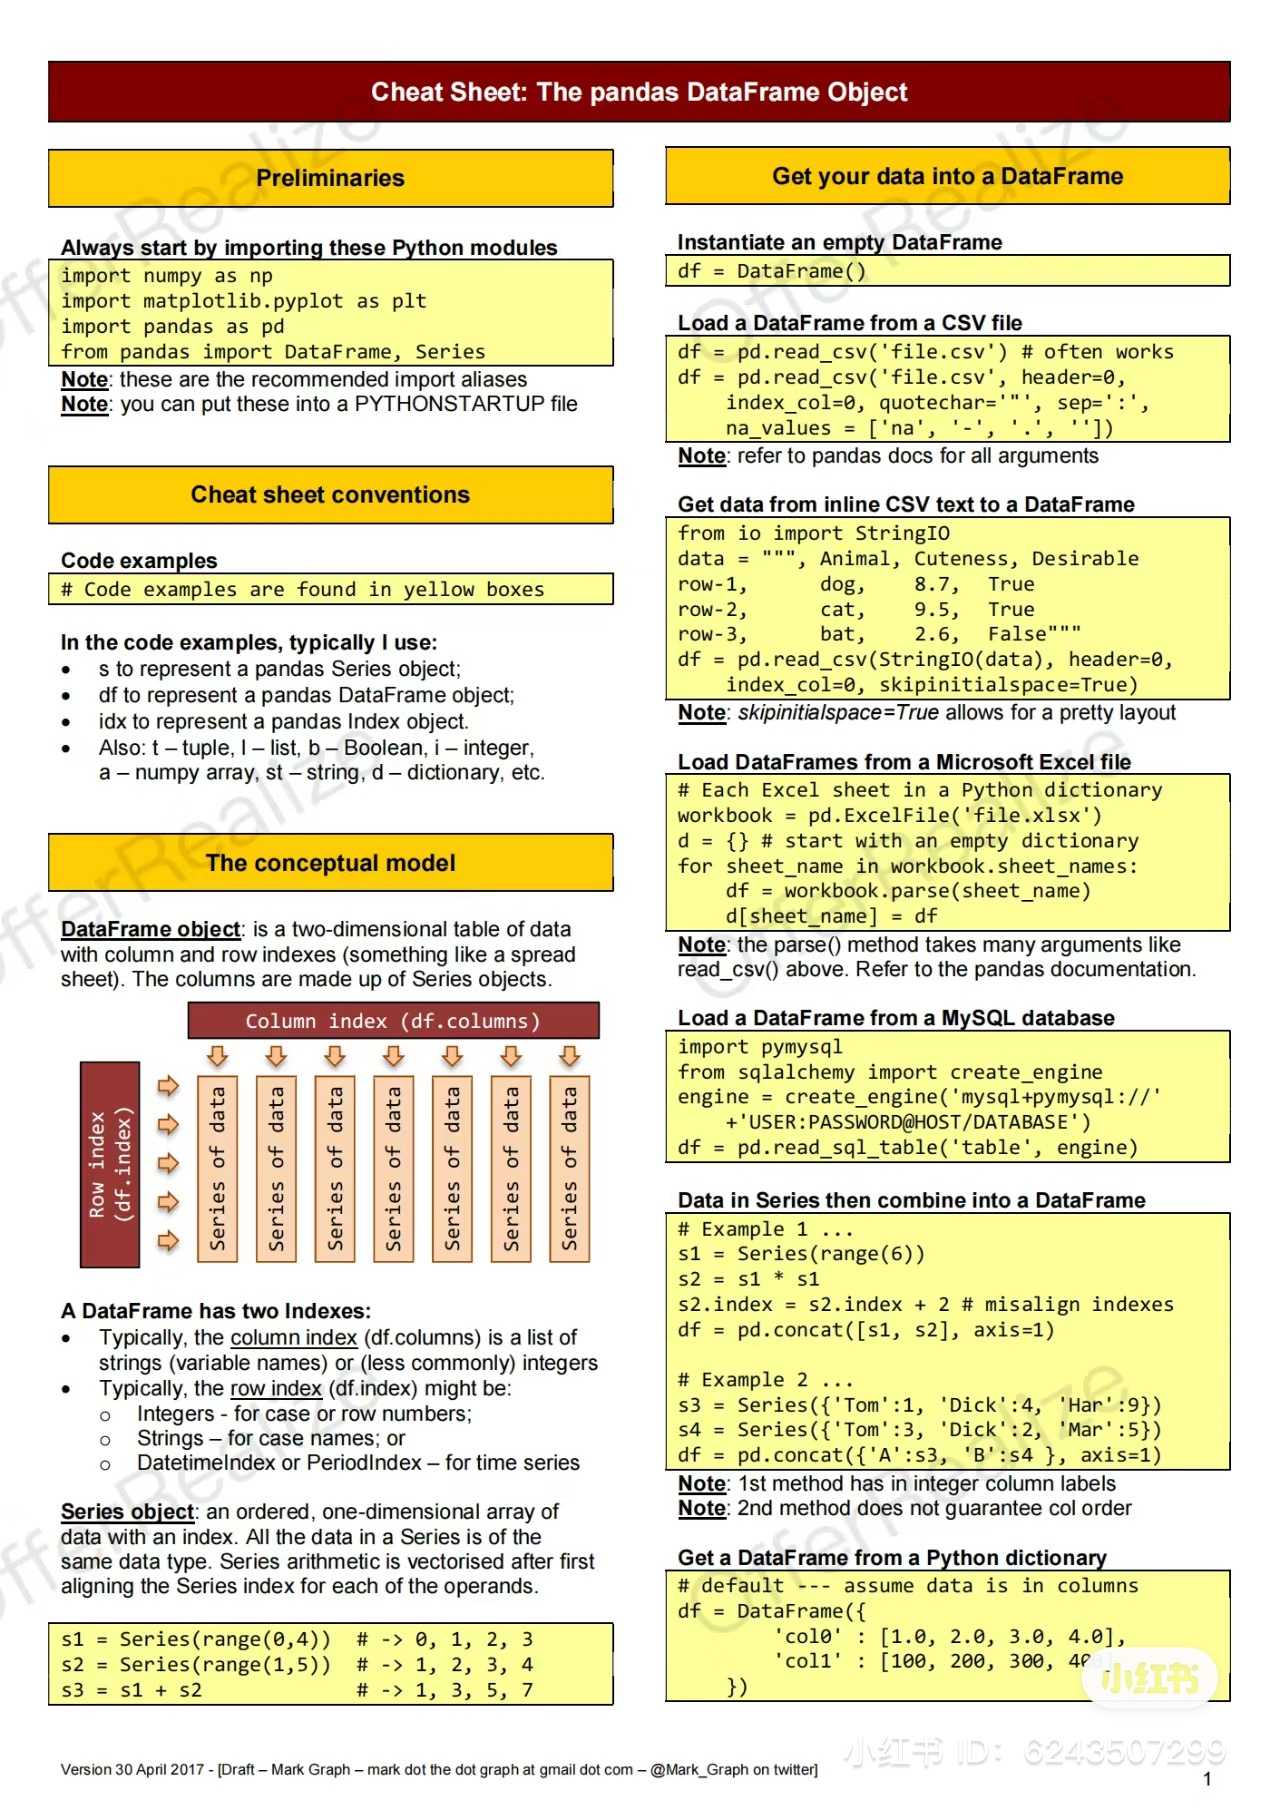 Cheat Sheet: The pandas DataFrame Object
Preliminaries
Always start by importing these Python modules
import numpy as np
import matplotlib.pyplot as plt
import pandas as pd
from pandas import DataFrame, Series
Note: these are the recommended import aliases
Note: you can put these into a PYTHONSTARTUP file
Cheat sheet conventions
Code examples
# Code examples are found in yellow boxes
In the code examples, typically I use:
• s to represent a pandas Series object;
• df to represent a pandas DataFrame object;
• idx to represent a pandas Index object.
• Also: t – tuple, l – list, b – Boolean, i – integer,
a – numpy array, st – string, d – dictionary, etc.
The conceptual model
DataFrame object: is a two-dimensional table of data
with column and row indexes (something like a spread
sheet). The columns are made up of Series objects.
Column index (df.columns)
Row index
(df.index)
Series of data
Series of data
Series of data
Series of data
Series of data
Series of data
Series of data
A DataFrame has two Indexes:
• Typically, the column index (df.columns) is a list of
strings (variable names) or (less commonly) integers
• Typically, the row index (df.index) might be:
o Integers - for case or row numbers;
o Strings – for case names; or
o DatetimeIndex or PeriodIndex – for time series
Series object: an ordered, one-dimensional array of
data with an index. All the data in a Series is of the
same data type. Series arithmetic is vectorised after first
aligning the Series index for each of the operands.
s1 = Series(range(0,4))  # -> 0, 1, 2, 3
s2 = Series(range(1,5))  # -> 1, 2, 3, 4
s3 = s1 + s2             # -> 1, 3, 5, 7
Get your data into a DataFrame
Instantiate an empty DataFrame
df = DataFrame()
Load a DataFrame from a CSV file
df = pd.read_csv('file.csv') # often works
df = pd.read_csv('file.csv', header=0,
    index_col=0, quotechar='"', sep=':',
    na_values = ['na', '-', '.', ''])
Note: refer to pandas docs for all arguments
Get data from inline CSV text to a DataFrame
from io import StringIO
data = """, Animal, Cuteness, Desirable
row-1,      dog,    8.7,  True
row-2,      cat,    9.5,  True
row-3,      bat,    2.6,  False"""
df = pd.read_csv(StringIO(data), header=0,
    index_col=0, skipinitialspace=True)
Note: skipinitialspace=True allows for a pretty layout
Load DataFrames from a Microsoft Excel file
# Each Excel sheet in a Python dictionary
workbook = pd.ExcelFile('file.xlsx')
d = {} # start with an empty dictionary
for sheet_name in workbook.sheet_names:
    df = workbook.parse(sheet_name)
    d[sheet_name] = df
Note: the parse() method takes many arguments like
read_csv() above. Refer to the pandas documentation.
Load a DataFrame from a MySQL database
import pymysql
from sqlalchemy import create_engine
engine = create_engine('mysql+pymysql://'
    +'USER:PASSWORD@HOST/DATABASE')
df = pd.read_sql_table('table', engine)
Data in Series then combine into a DataFrame
# Example 1 ...
s1 = Series(range(6))
s2 = s1 * s1
s2.index = s2.index + 2 # misalign indexes
df = pd.concat([s1, s2], axis=1)
# Example 2 ...
s3 = Series({'Tom':1, 'Dick':4, 'Har':9})
s4 = Series({'Tom':3, 'Dick':2, 'Mar':5})
df = pd.concat({'A':s3, 'B':s4 }, axis=1)
Note: 1st method has in integer column labels
Note: 2nd method does not guarantee col order
Get a DataFrame from a Python dictionary
# default --- assume data is in columns
df = DataFrame({
        'col0' : [1.0, 2.0, 3.0, 4.0],
        'col1' : [100, 200, 300, 400]
    })
小红书
小红书 ID: 6243507299
Version 30 April 2017 - [Draft – Mark Graph – mark dot the dot graph at gmail dot com – @Mark_Graph on twitter]
1
OfferRealize
OfferRealize
OfferRealize
OfferRealize
OfferRealize
OfferRealize